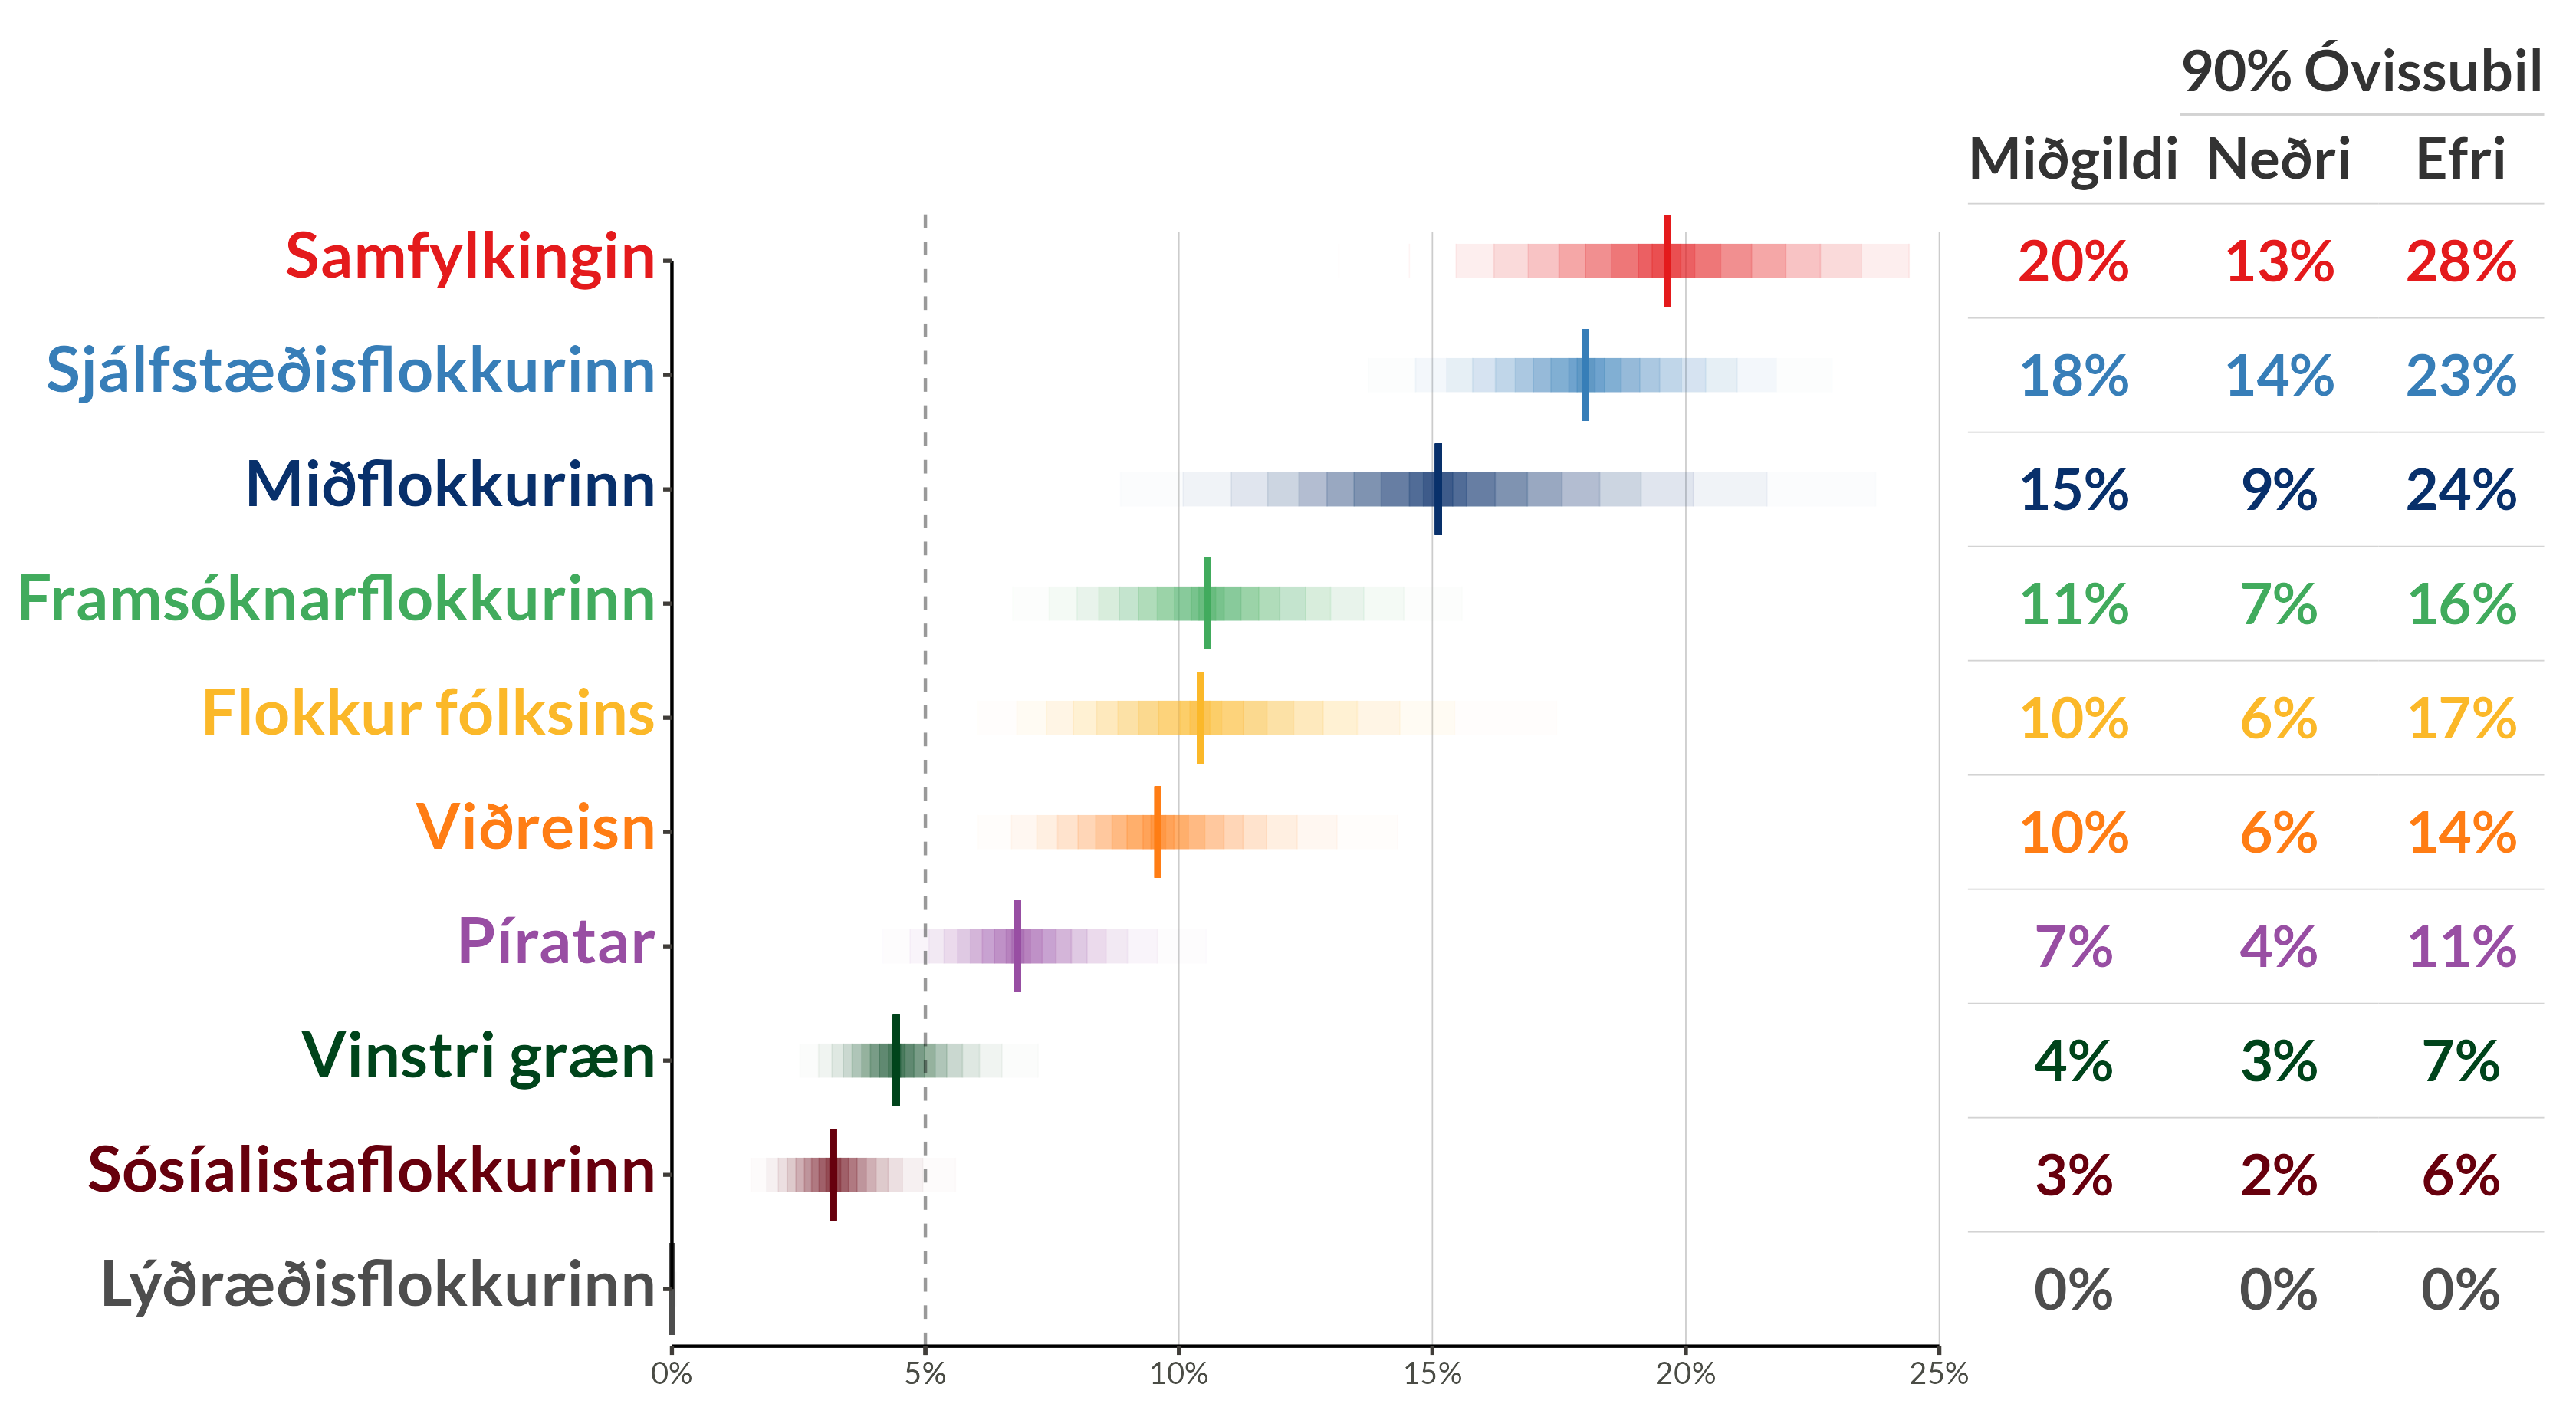 90% Óvissubil
Miðgildi Neðri Efri
Samfylkingin 20% 13% 28%
Sjálfstæðisflokkurinn 18% 14% 23%
Miðflokkurinn 15% 9% 24%
Framsóknarflokkurinn 11% 7% 16%
Flokkur fólksins 10% 6% 17%
Viðreisn 10% 6% 14%
Píratar 7% 4% 11%
Vinstri græn 4% 3% 7%
Sósíalistaflokkurinn 3% 2% 6%
Lýðræðisflokkurinn 0% 0% 0%
0% 5% 10% 15% 20% 25%